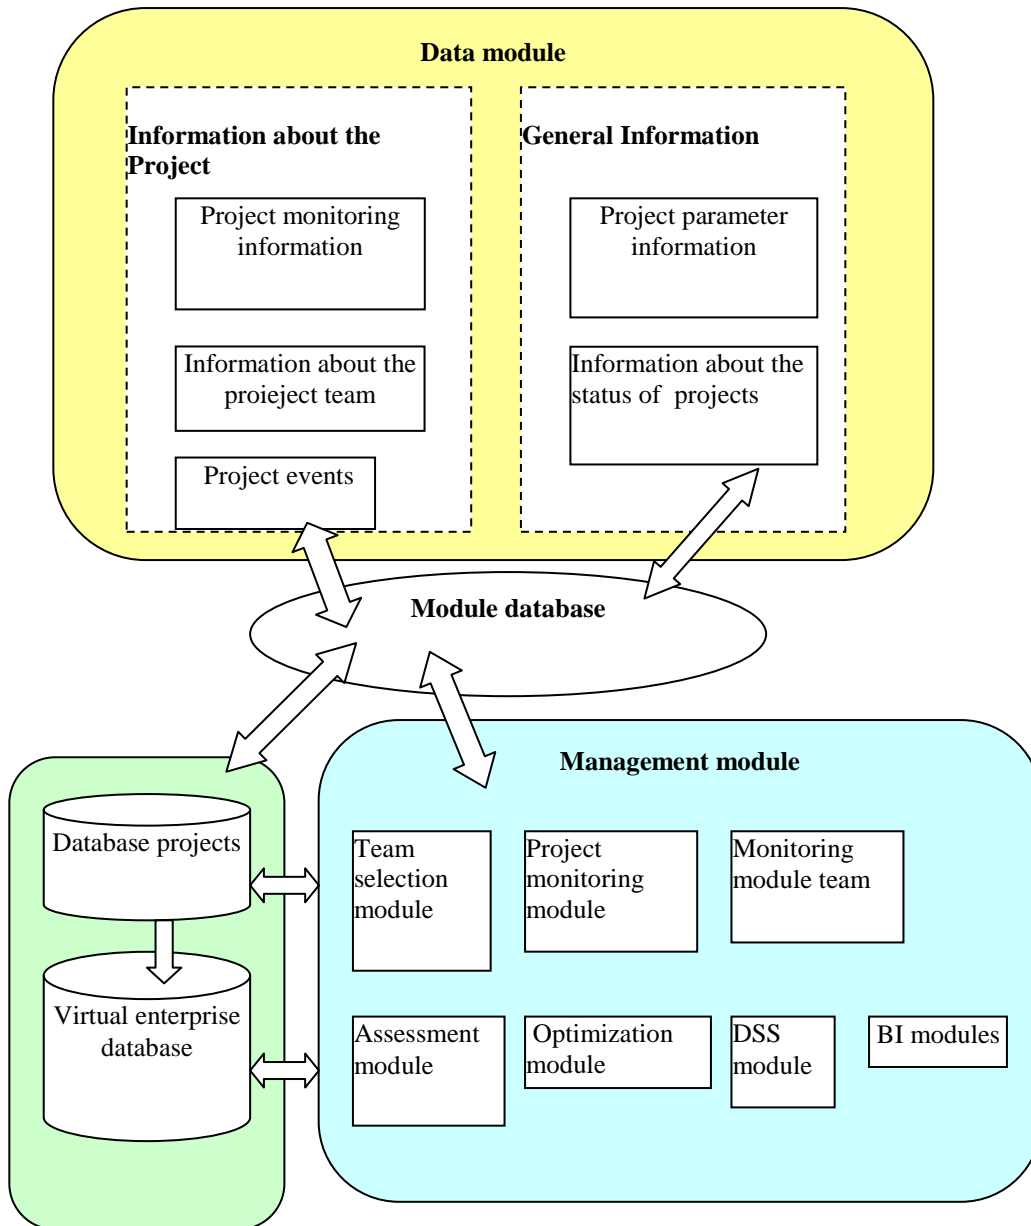 Data module
Information about the
Project
Project monitoring
information
Information about the
proieject team
Project events
General Information
Project parameter
information
Information about the
status of projects
Module database
Database projects
Virtual enterprise
database
Management module
Team
selection
module
Project
monitoring
module
Monitoring
module team
Assessment
module
Optimization
module
DSS
module
BI modules